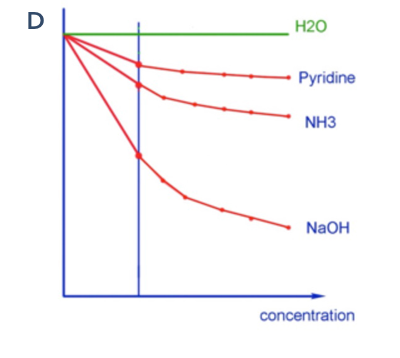 D
H2O
Pyridine
NH3
NaOH
concentration